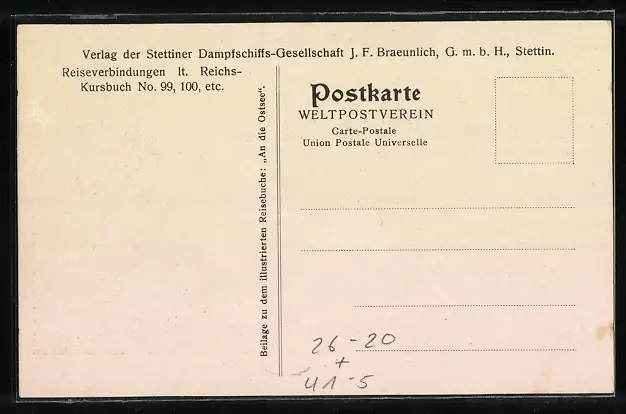 Verlag der Stettiner Dampfschiffs-Gesellschaft J. F. Braeunlich, G. m. b. H., Stettin.
Reiseverbindungen lt. Reichs-
Kursbuch No. 99, 100, etc.
Beilage zu dem illustrierten Reisebuche: „An die Ostsee“.
Postkarte
WELTPOSTVEREIN
Carte-Postale
Union Postale Universelle
26-20
+
41-5